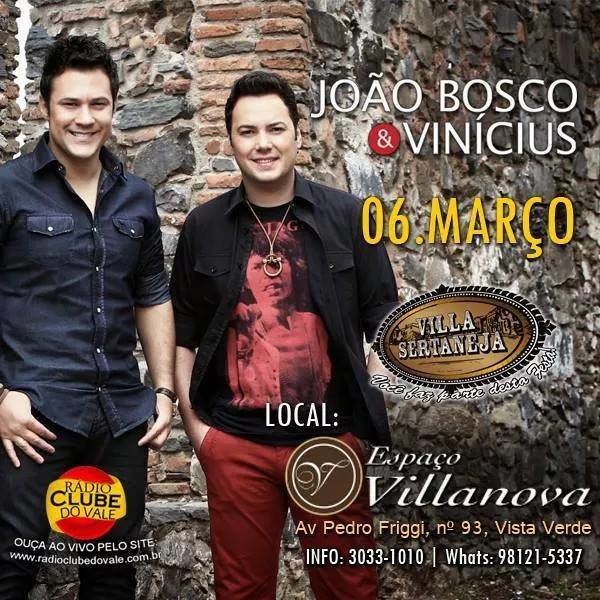 JOÃO BOSCO
& VINÍCIUS
06.MARÇO
VILLA
SERTANEJA
Você faz parte desta Festa!
LOCAL:
V
Espaço
Villanova
Av Pedro Friggi, nº 93, Vista Verde
INFO: 3033-1010 | Whats: 98121-5337
RÁDIO
CLUBE
DO VALE
OUÇA AO VIVO PELO SITE:
www.radioclubedovale.com.br